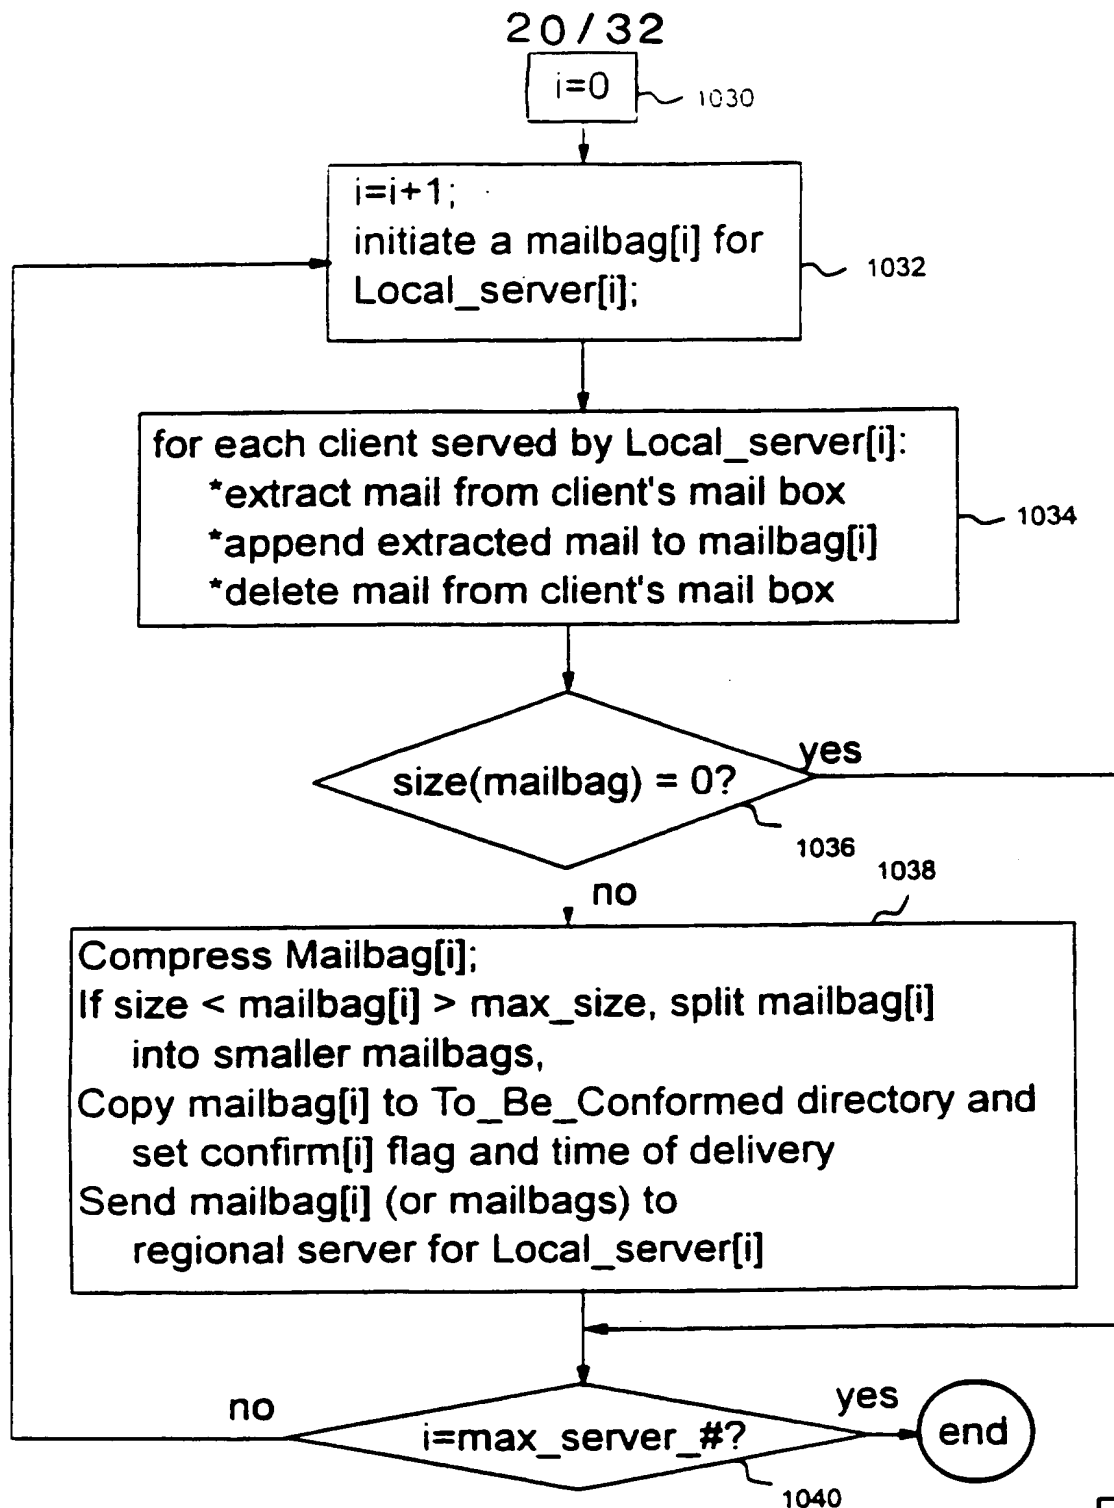 20/32
i=0
1030
i=i+1;
initiate a mailbag[i] for
Local_server[i];
1032
for each client served by Local_server[i]:
*extract mail from client's mail box
*append extracted mail to mailbag[i]
*delete mail from client's mail box
1034
size(mailbag) = 0?
yes
1036
no
1038
Compress Mailbag[i];
If size < mailbag[i] > max_size, split mailbag[i]
into smaller mailbags,
Copy mailbag[i] to To_Be_Conformed directory and
set confirm[i] flag and time of delivery
Send mailbag[i] (or mailbags) to
regional server for Local_server[i]
no
i=max_server_#?
yes
end
1040